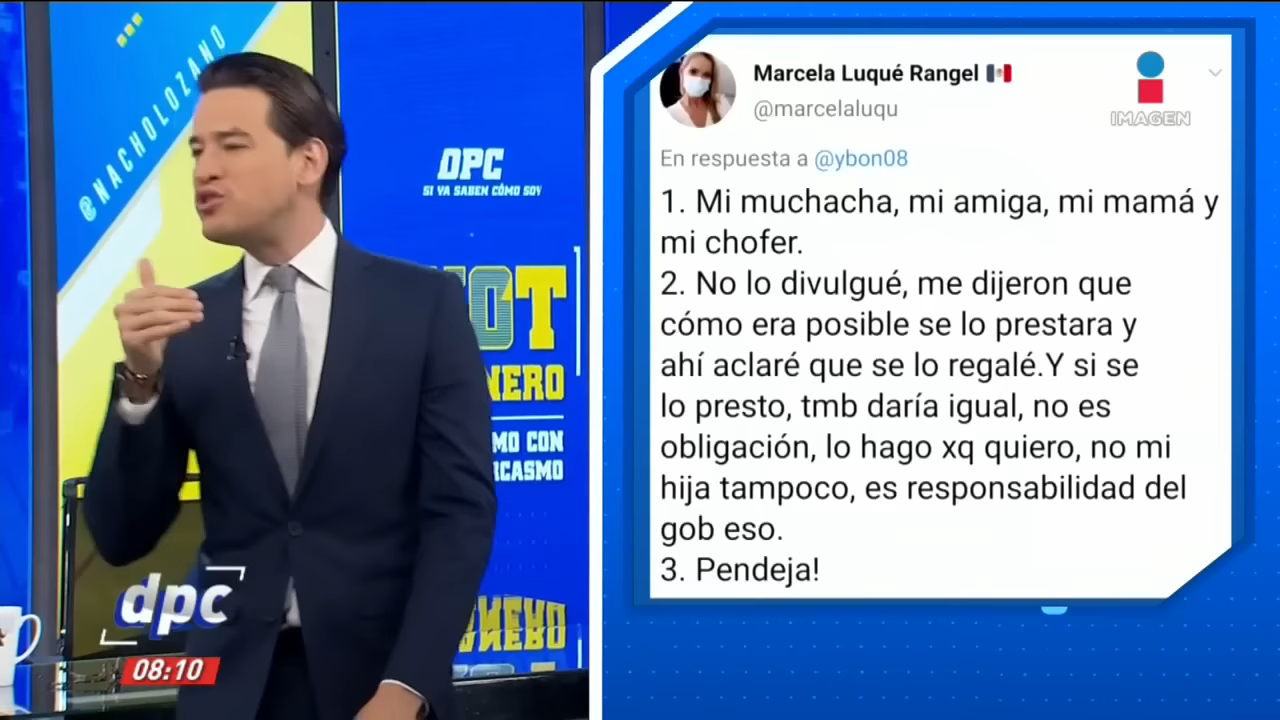 @NACHOLOZANO
DPC
SI YA SABEN CÓMO SOY
NERO
MO CON
RCASMO
dpc
08:10
Marcela Luqué Rangel
@marcelaluqu
IMAGEN
En respuesta a @ybon08
1. Mi muchacha, mi amiga, mi mamá y
mi chofer.
2. No lo divulgué, me dijeron que
cómo era posible se lo prestara y
ahí aclaré que se lo regalé.Y si se
lo presto, tmb daría igual, no es
obligación, lo hago xq quiero, no mi
hija tampoco, es responsabilidad del
gob eso.
3. Pendeja!